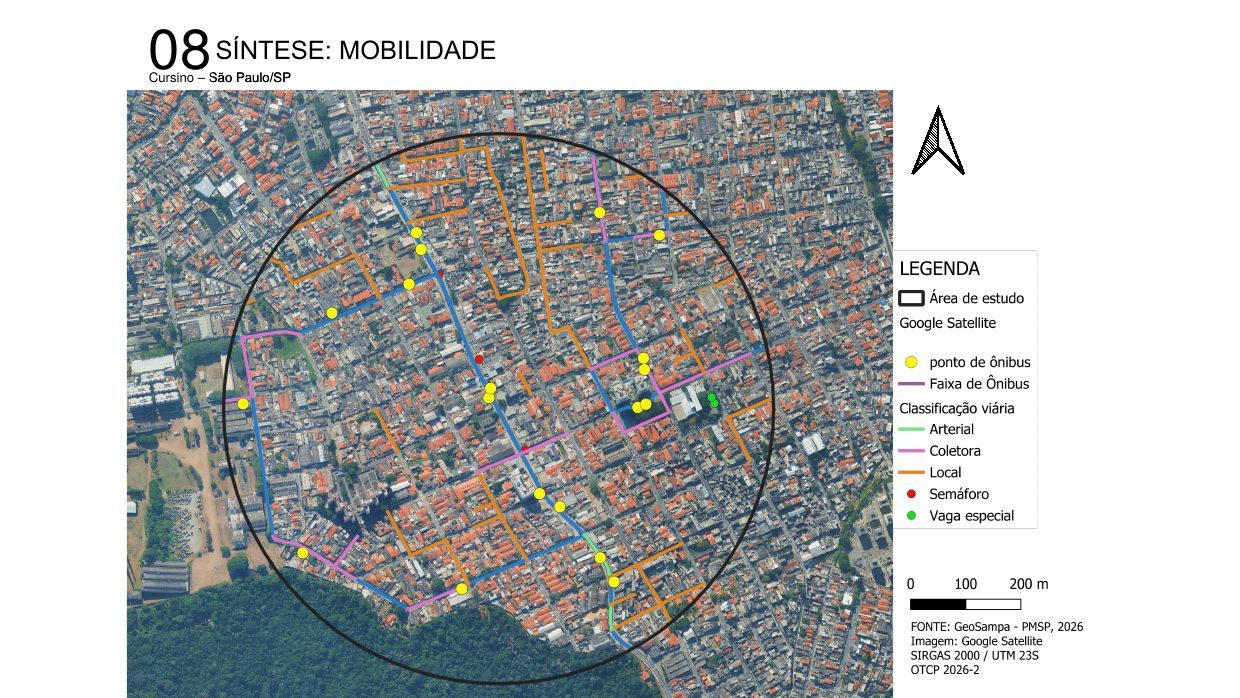 08 SÍNTESE: MOBILIDADE
Cursino – São Paulo/SP
LEGENDA
Área de estudo
Google Satellite
ponto de ônibus
Faixa de Ônibus
Classificação viária
Arterial
Coletora
Local
Semáforo
Vaga especial
0 100 200 m
FONTE: GeoSampa - PMSP, 2026
Imagem: Google Satellite
SIRGAS 2000 / UTM 23S
OTCP 2026-2